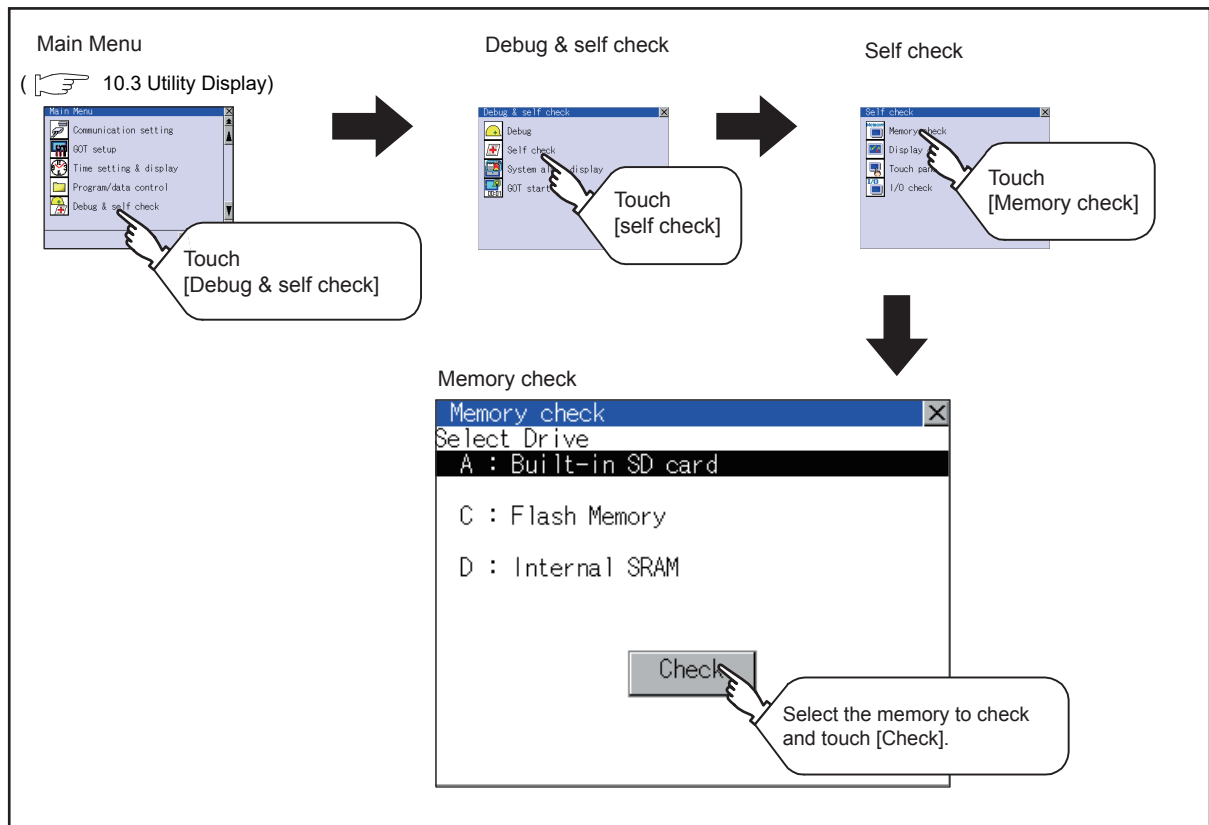 Main Menu
( 10.3 Utility Display)
Main Menu
Communication setting
GOT setup
Time setting & display
Program/data control
Debug & self check
Touch
[Debug & self check]
Debug & self check
Debug & self check
Debug
Self check
System display
GOT start
Touch
[self check]
Self check
Self check
Memory check
Display
Touch
I/O check
Touch
[Memory check]
Memory check
Memory check
Select Drive
A : Built-in SD card
C : Flash Memory
D : Internal SRAM
Check
Select the memory to check
and touch [Check].